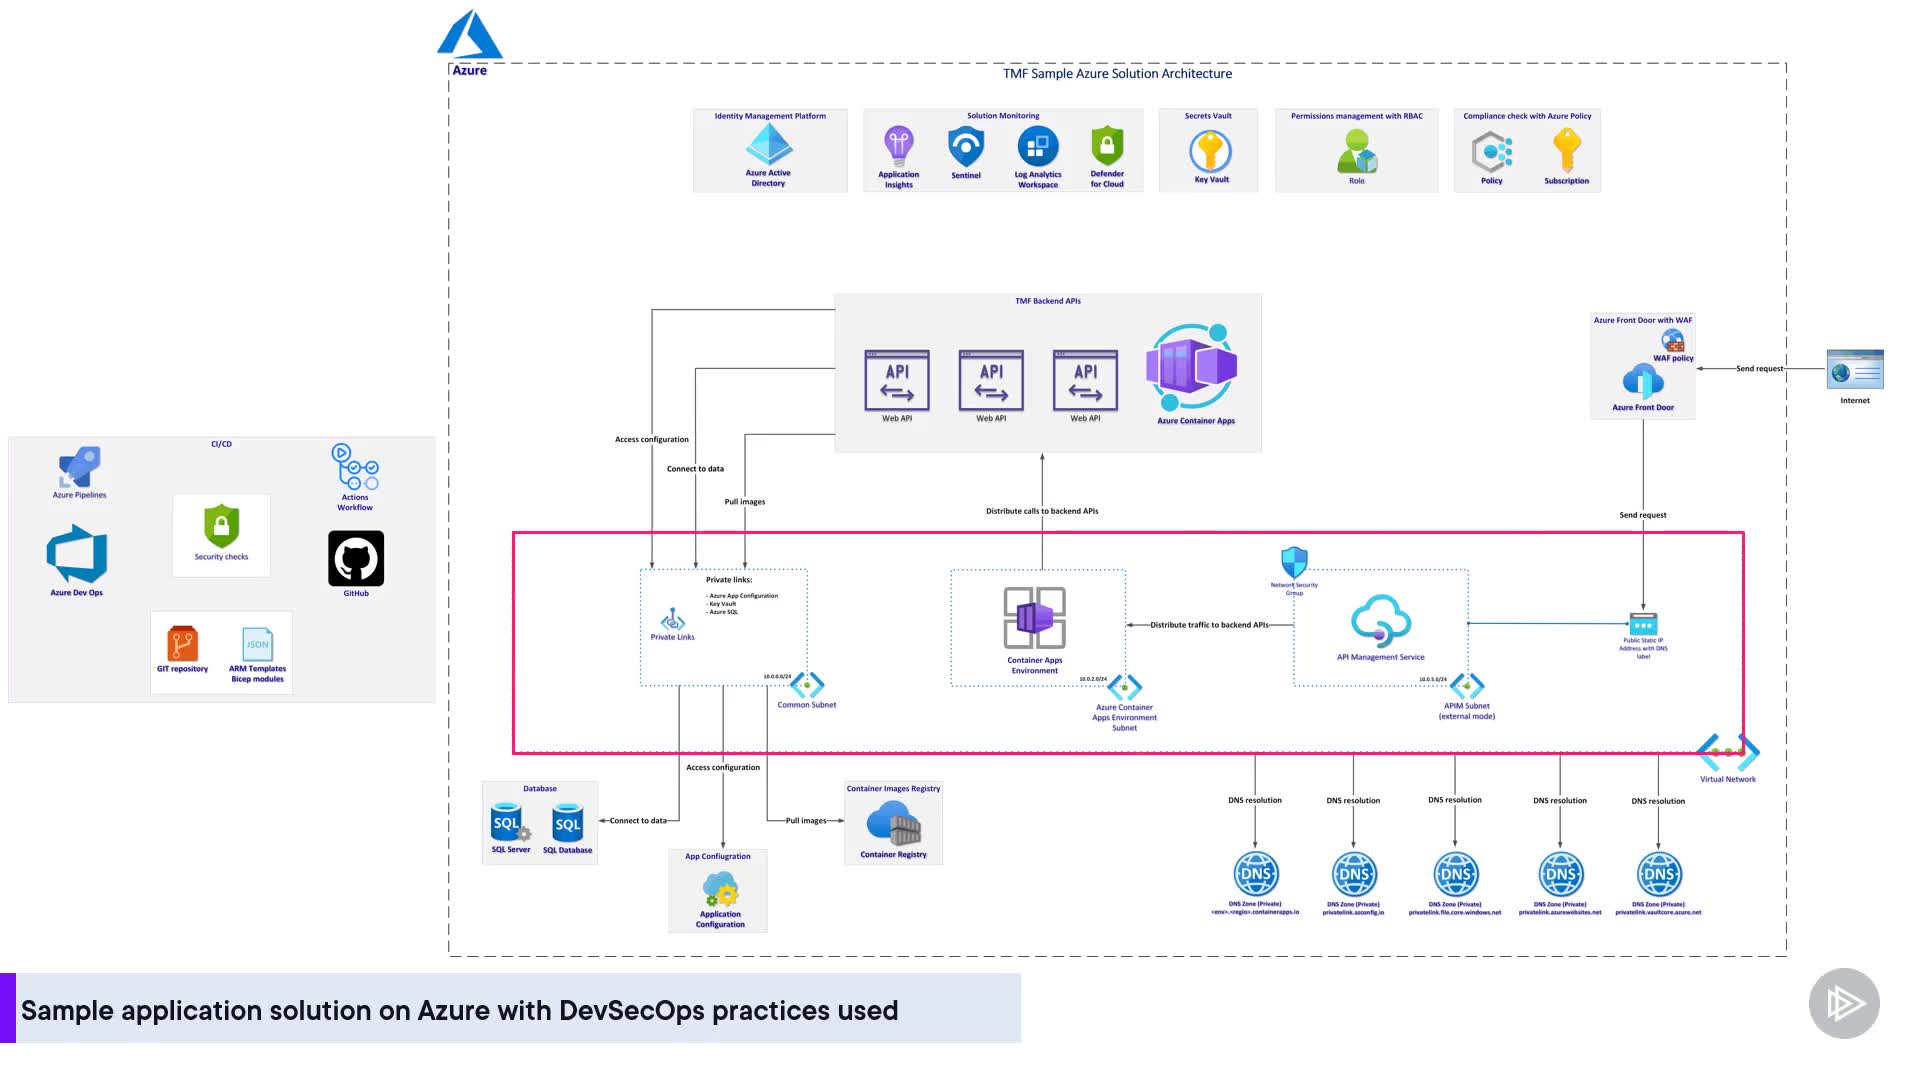 Azure
TMF Sample Azure Solution Architecture
Identity Management Platform
Azure Active
Directory
Solution Monitoring
Application
Insights
Sentinel
Log Analytics
Workspace
Defender
for Cloud
Secrets Vault
Key Vault
Permissions management with RBAC
Role
Compliance check with Azure Policy
Policy
Subscription
TMF Backend APIs
API
Web API
API
Web API
API
Web API
Azure Container Apps
Azure Front Door with WAF
WAF policy
Azure Front Door
Send request
Internet
Access configuration
Connect to data
Pull images
Distribute calls to backend APIs
Send request
CI/CD
Azure Pipelines
Actions
Workflow
Security checks
Azure Dev Ops
GitHub
GIT repository
JSON
ARM Templates
Bicep modules
Private links:
- Azure App Configuration
- Key Vault
- Azure SQL
Private Links
10.0.0.0/24
Common Subnet
Container Apps
Environment
10.0.2.0/24
Azure Container
Apps Environment
Subnet
Distribute traffic to backend APIs
Network Security
Group
API Management Service
10.0.5.0/24
APIM Subnet
(external mode)
Public Static IP
Address with DNS
label
Virtual Network
Access configuration
Database
SQL
SQL Server
SQL
SQL Database
Connect to data
Pull images
App Confiugration
Application
Configuration
Container Images Registry
Container Registry
DNS resolution
DNS resolution
DNS resolution
DNS resolution
DNS resolution
DNS
DNS Zone (Private)
<env>.<regio>.containerapps.io
DNS
DNS Zone (Private)
privatelink.azconfig.io
DNS
DNS Zone (Private)
privatelink.file.core.windows.net
DNS
DNS Zone (Private)
privatelink.azurewebsites.net
DNS
DNS Zone (Private)
privatelink.vaultcore.azure.net
Sample application solution on Azure with DevSecOps practices used